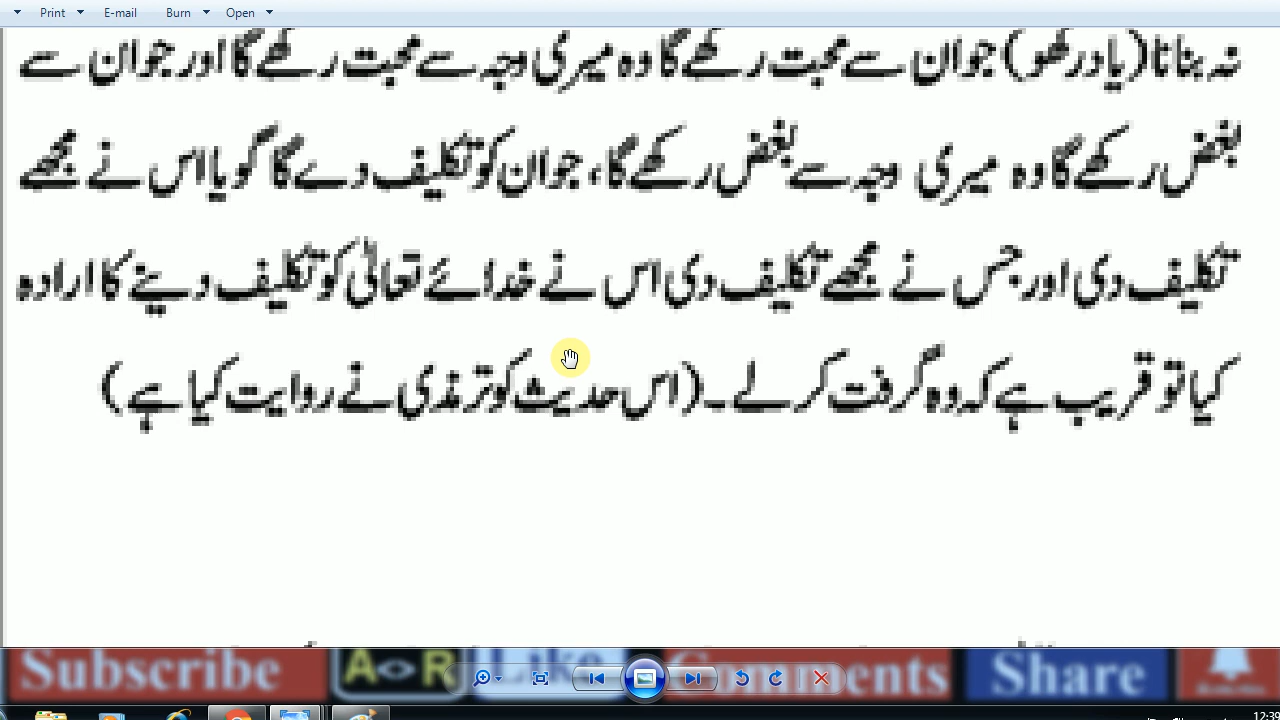 Print E-mail Burn Open
نہ بنانا (یاد رکھو) جو ان سے محبت رکھے گا وہ میری وجہ سے محبت رکھے گا اور جو ان سے
بغض رکھے گا وہ میری وجہ سے بغض رکھے گا، جو ان کو تکلیف دے گا گویا اس نے مجھے
تکلیف دی اور جس نے مجھے تکلیف دی اس نے خدائے تعالیٰ کو تکلیف دینے کا ارادہ
کیا تو قریب ہے کہ وہ گرفت کر لے۔ (اس حدیث کو ترمذی نے روایت کیا ہے)
Subscribe A<>R Like Comments Share